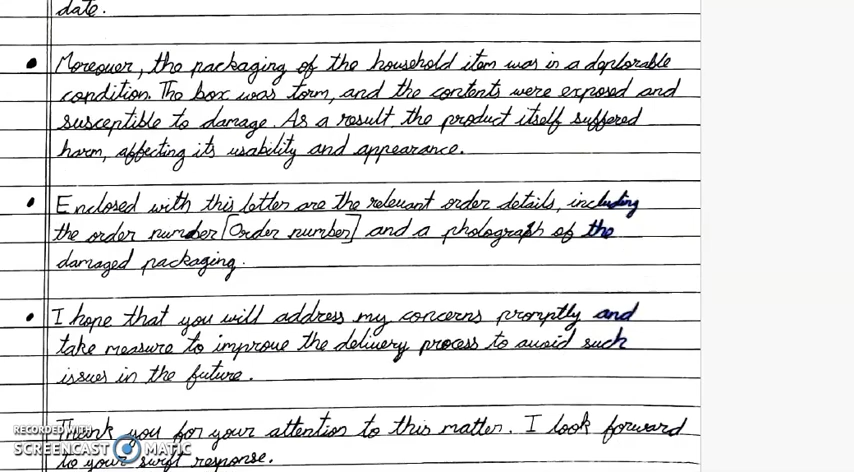 date.
• Moreover, the packaging of the household item was in a deplorable
condition. The box was torn, and the contents were exposed and
susceptible to damage. As a result, the product itself suffered
harm, affecting its usability and appearance.
• Enclosed with this letter are the relevant order details, including
the order number [Order number] and a photograph of the
damaged packaging.
• I hope that you will address my concerns promptly and
take measure to improve the delivery process to avoid such
issues in the future.
Thank you for your attention to this matter. I look forward
to your swift response.
RECORDED WITH
SCREENCAST MATIC